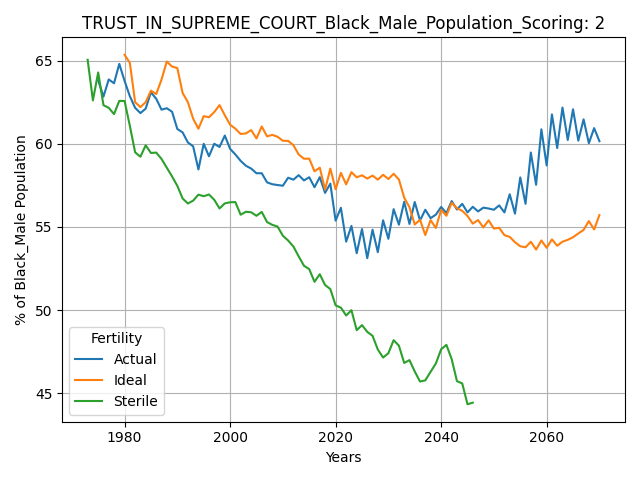 TRUST_IN_SUPREME_COURT_Black_Male_Population_Scoring: 2
% of Black_Male Population
65
60
55
50
45
Fertility
Actual
Ideal
Sterile
1980 2000 2020 2040 2060
Years